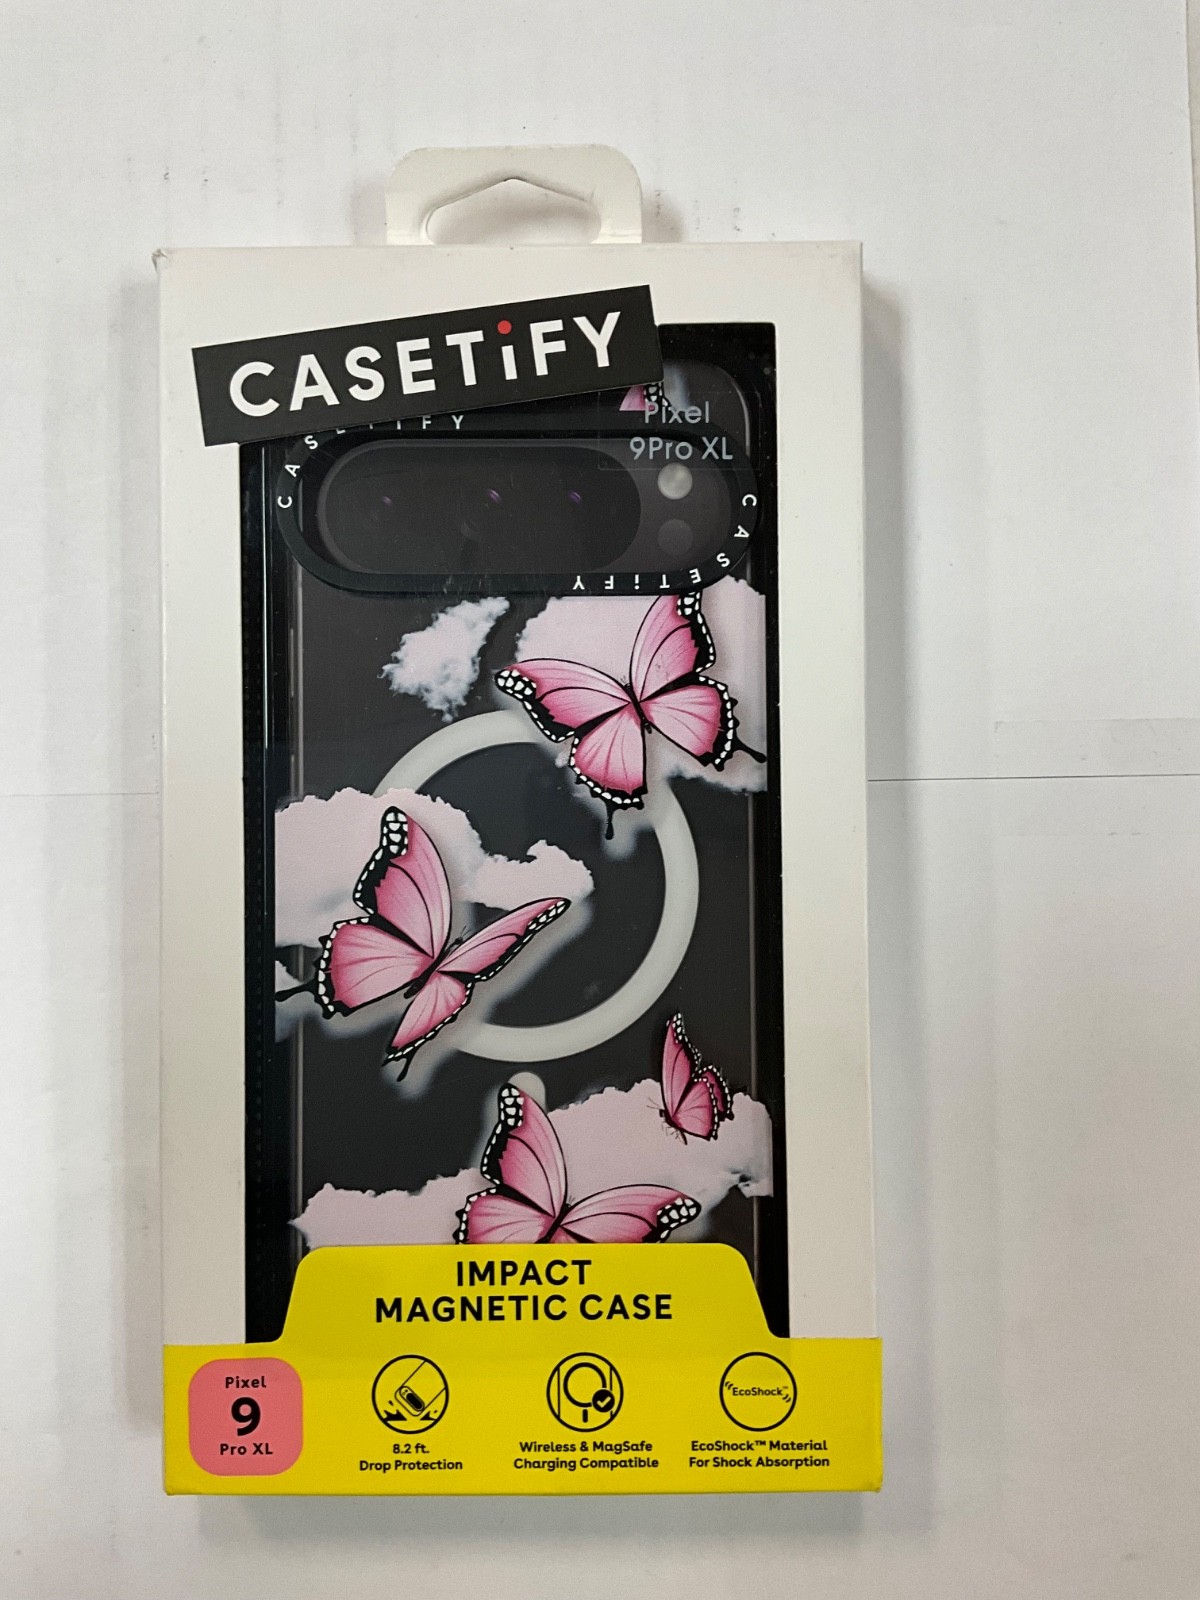 CASETiFY
CASETiFY
Pixel
9Pro XL
CASETiFY
IMPACT
MAGNETIC CASE
Pixel
9
Pro XL
8.2 ft.
Drop Protection
Wireless & MagSafe
Charging Compatible
EcoShock™
EcoShock™ Material
For Shock Absorption